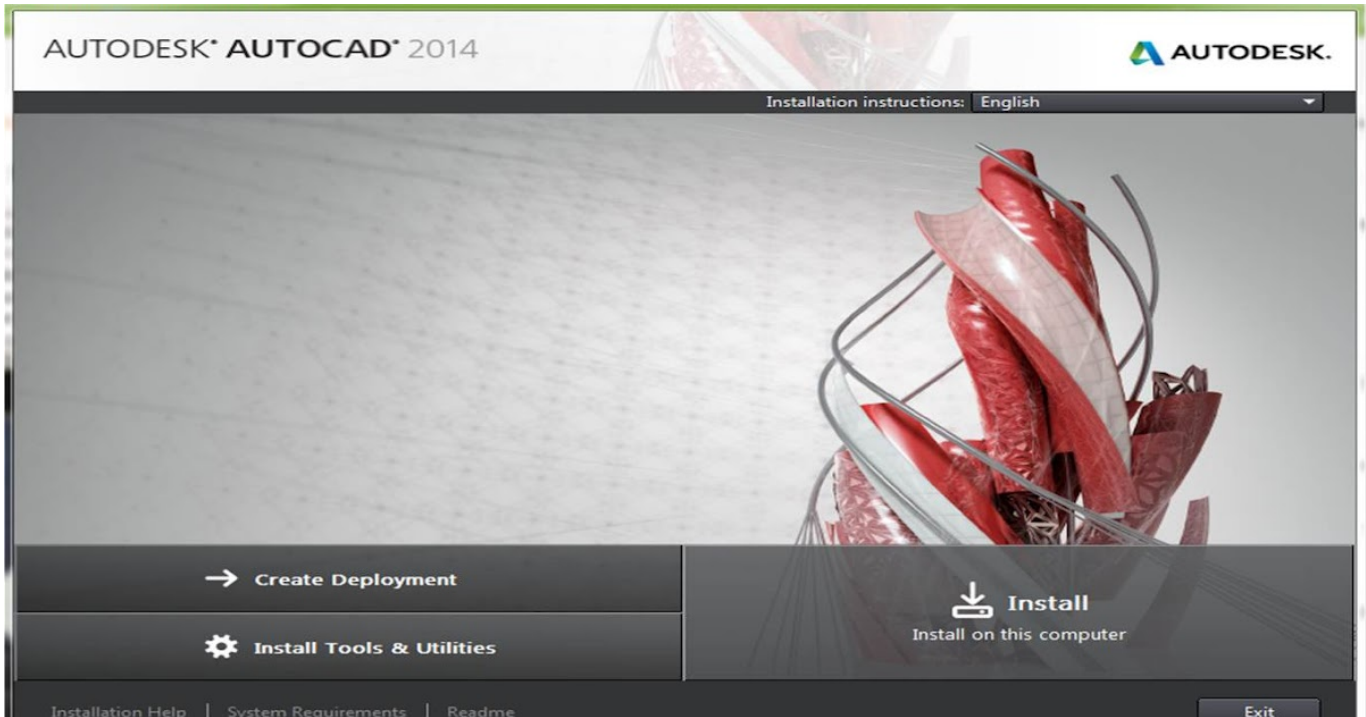 AUTODESK® AUTOCAD® 2014
AUTODESK.
Installation instructions: English
Create Deployment
Install
Install on this computer
Install Tools & Utilities
Installation Help | System Requirements | Readme
Exit